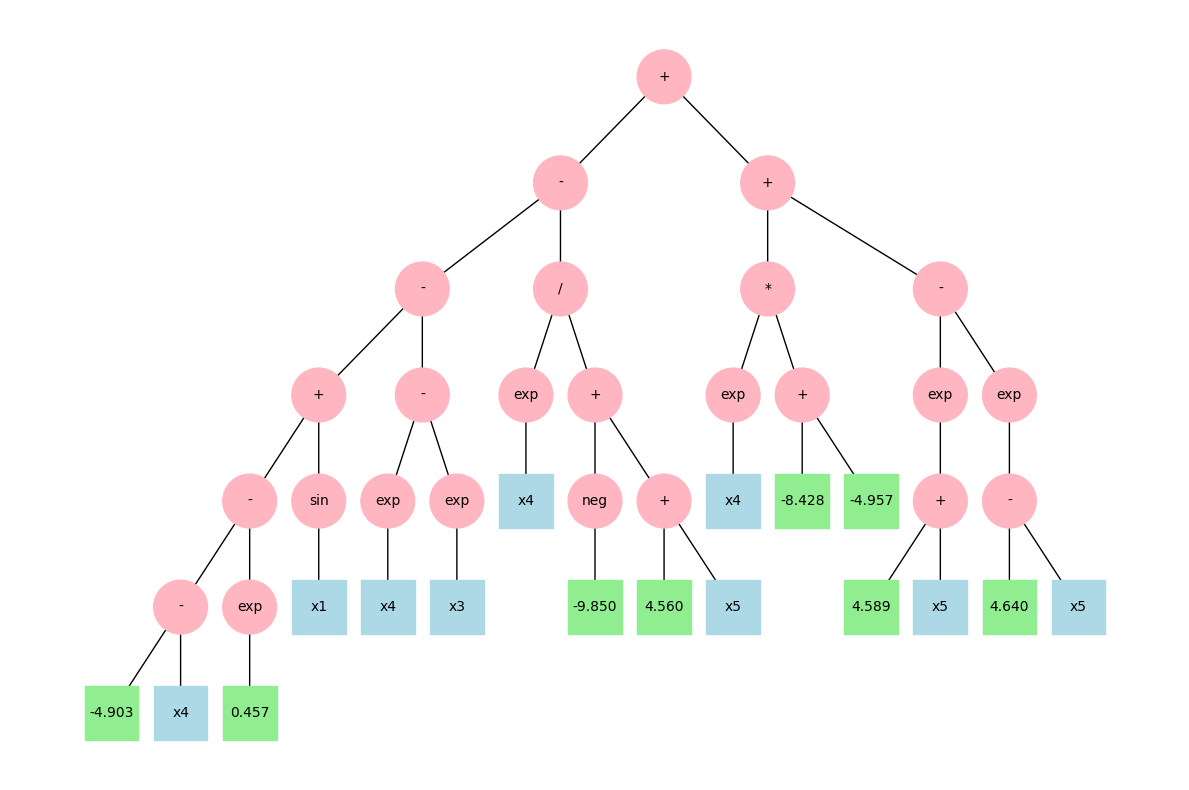 +
- +
- / * -
+ - exp + exp + exp exp
- sin exp exp x4 neg + x4 -8.428 -4.957 + -
- exp x1 x4 x3 -9.850 4.560 x5 4.589 x5 4.640 x5
-4.903 x4 0.457